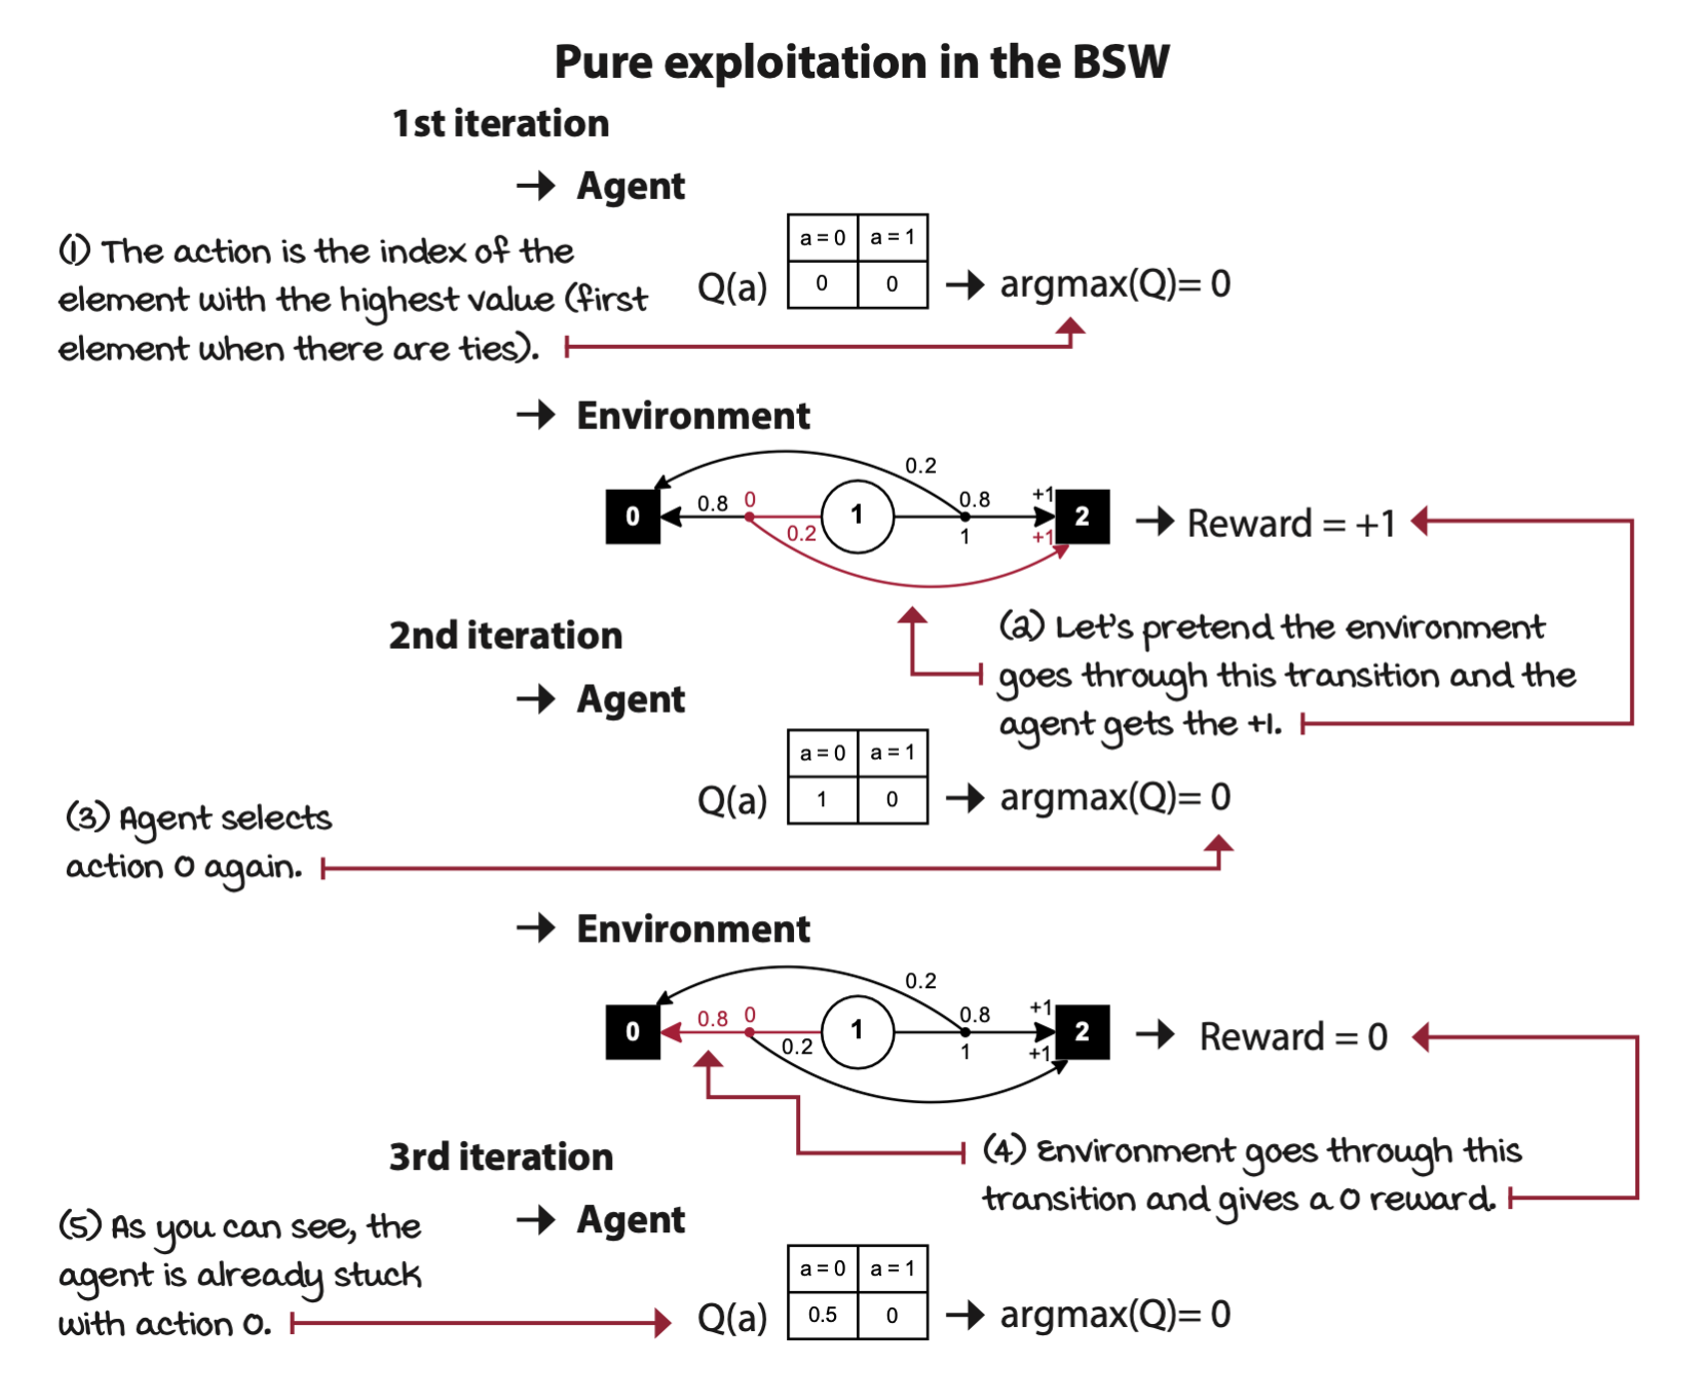 Pure exploitation in the BSW
1st iteration
→ Agent
(1) The action is the index of the
element with the highest value (first
element when there are ties).
a = 0 a = 1
Q(a) 0 0 → argmax(Q)= 0
→ Environment
0.2
0 0.8 0 1 0.8 +1 2 → Reward = +1
0.2 1 +1
(2) Let's pretend the environment
goes through this transition and the
agent gets the +1.
2nd iteration
→ Agent
a = 0 a = 1
Q(a) 1 0 → argmax(Q)= 0
(3) Agent selects
action 0 again.
→ Environment
0.2
0 0.8 0 1 0.8 +1 2 → Reward = 0
0.2 1 +1
(4) Environment goes through this
transition and gives a 0 reward.
3rd iteration
→ Agent
(5) As you can see, the
agent is already stuck
with action 0.
a = 0 a = 1
Q(a) 0.5 0 → argmax(Q)= 0